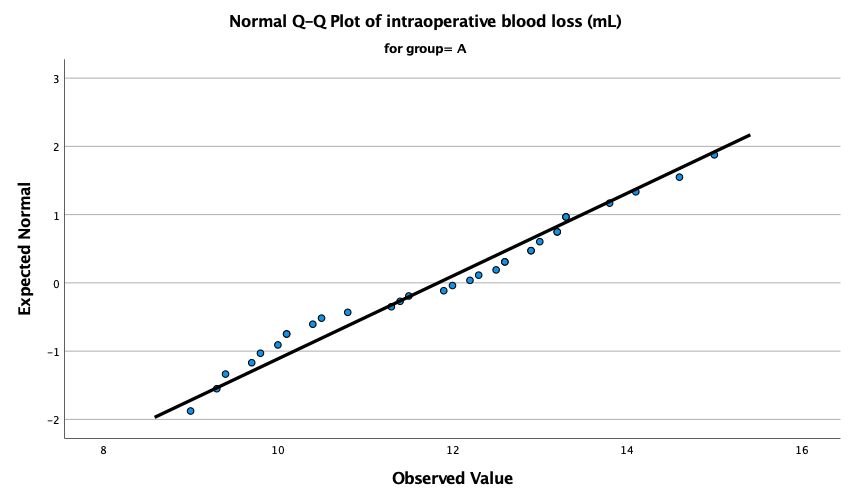 Normal Q–Q Plot of intraoperative blood loss (mL)
for group= A
Expected Normal
3
2
1
0
–1
–2
8 10 12 14 16
Observed Value